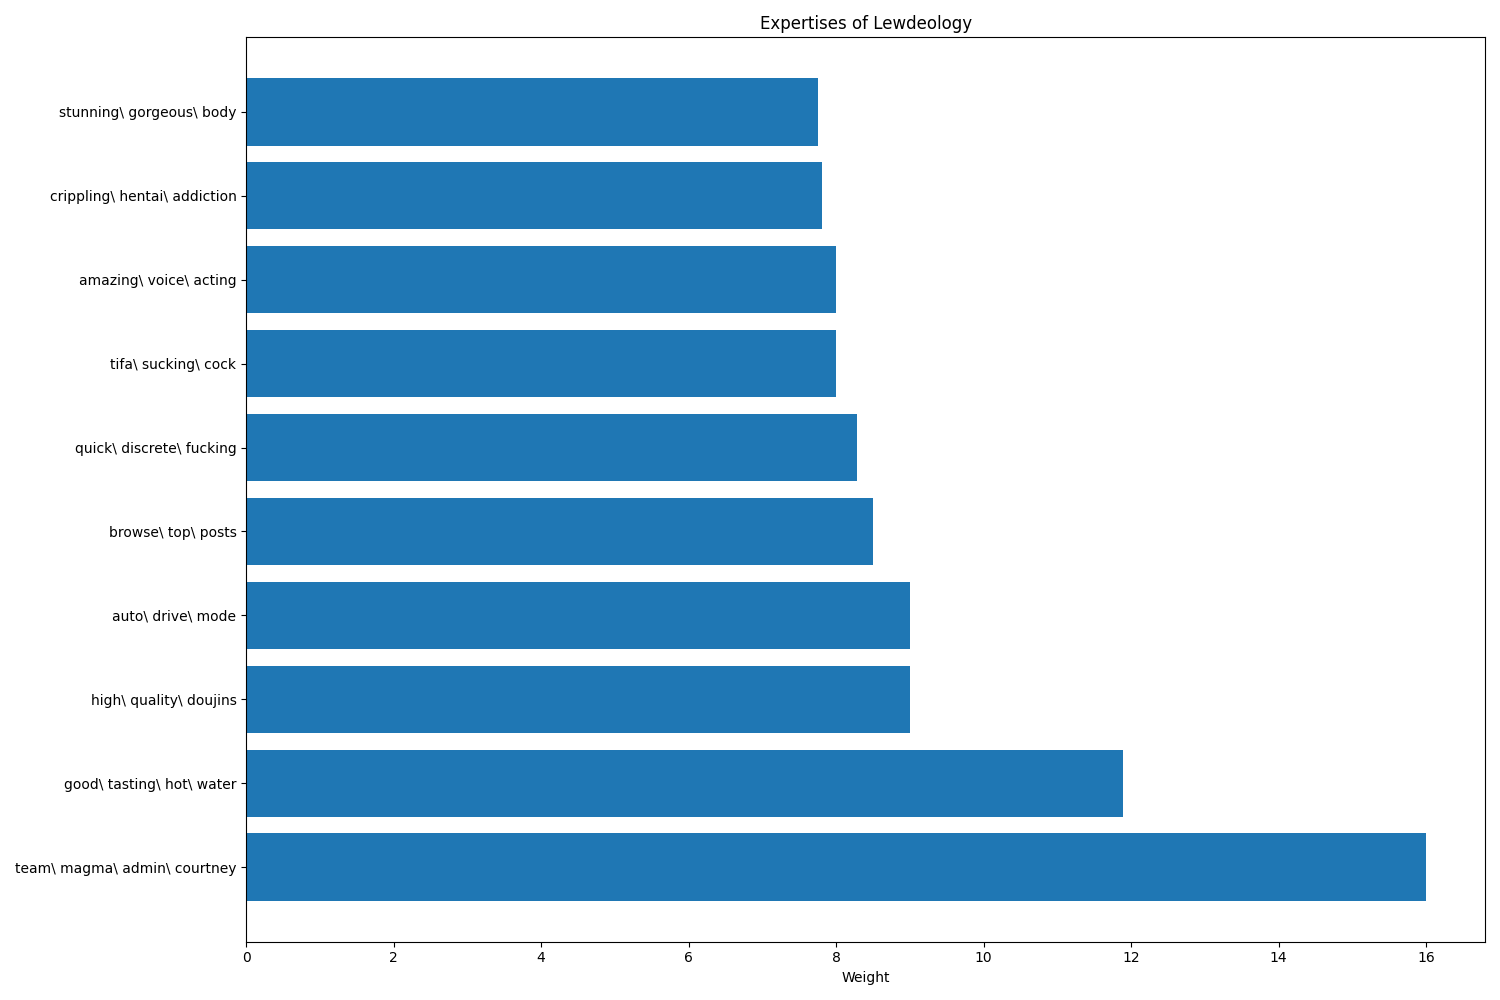 Expertises of Lewdeology
stunning\ gorgeous\ body
crippling\ hentai\ addiction
amazing\ voice\ acting
tifa\ sucking\ cock
quick\ discrete\ fucking
browse\ top\ posts
auto\ drive\ mode
high\ quality\ doujins
good\ tasting\ hot\ water
team\ magma\ admin\ courtney
0 2 4 6 8 10 12 14 16
Weight